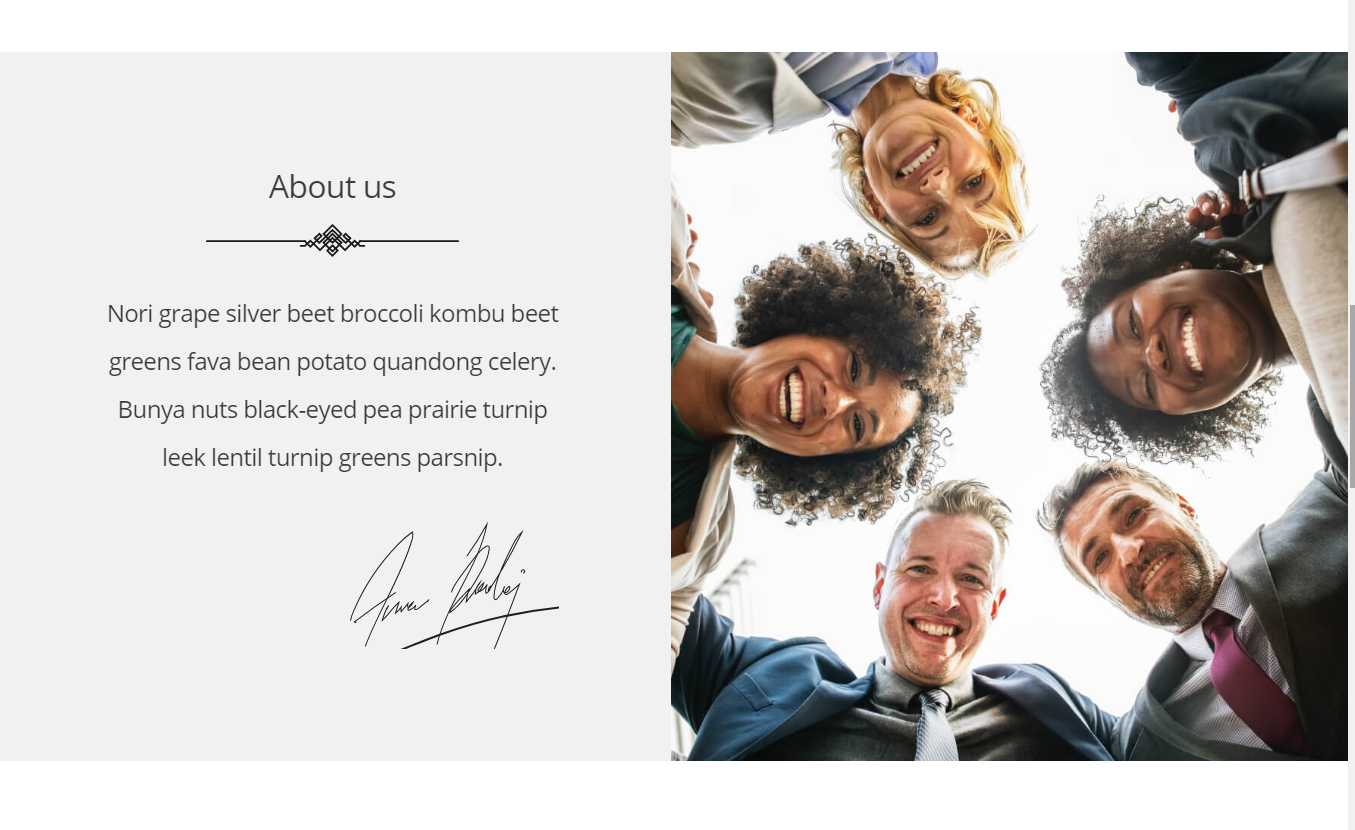 About us
Nori grape silver beet broccoli kombu beet
greens fava bean potato quandong celery.
Bunya nuts black-eyed pea prairie turnip
leek lentil turnip greens parsnip.